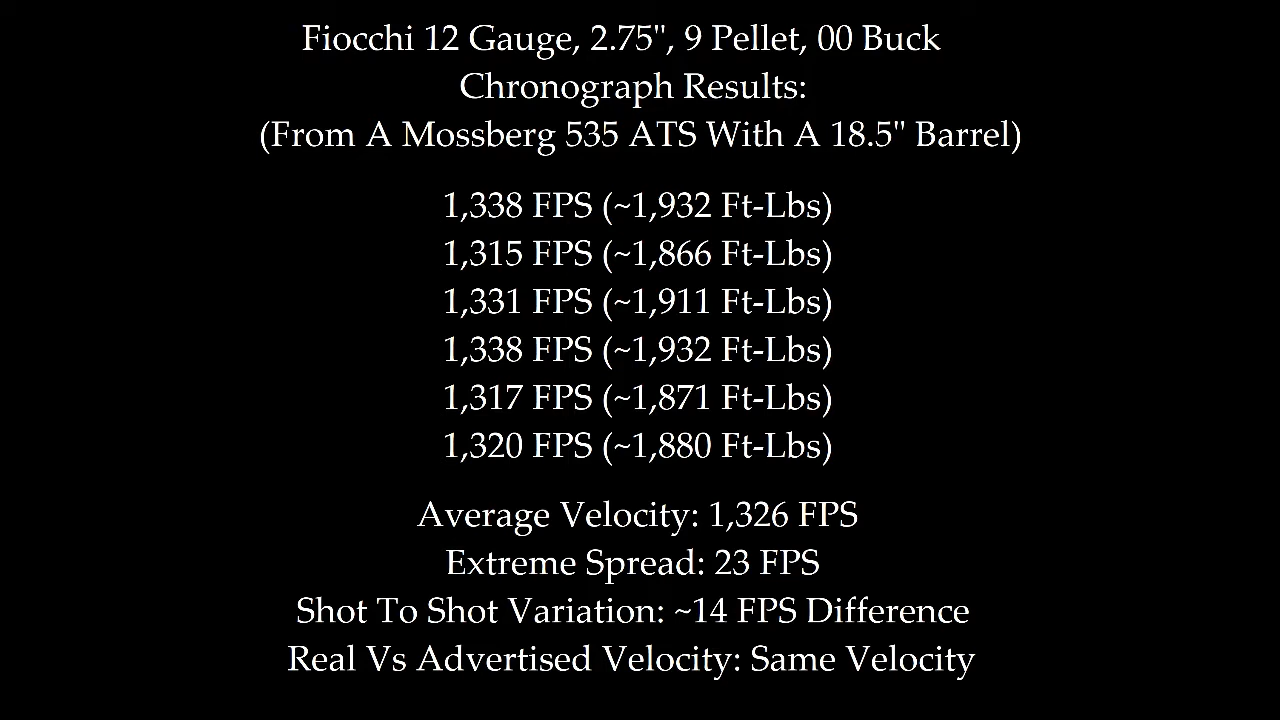 Fiocchi 12 Gauge, 2.75", 9 Pellet, 00 Buck
Chronograph Results:
(From A Mossberg 535 ATS With A 18.5" Barrel)
1,338 FPS (~1,932 Ft-Lbs)
1,315 FPS (~1,866 Ft-Lbs)
1,331 FPS (~1,911 Ft-Lbs)
1,338 FPS (~1,932 Ft-Lbs)
1,317 FPS (~1,871 Ft-Lbs)
1,320 FPS (~1,880 Ft-Lbs)
Average Velocity: 1,326 FPS
Extreme Spread: 23 FPS
Shot To Shot Variation: ~14 FPS Difference
Real Vs Advertised Velocity: Same Velocity